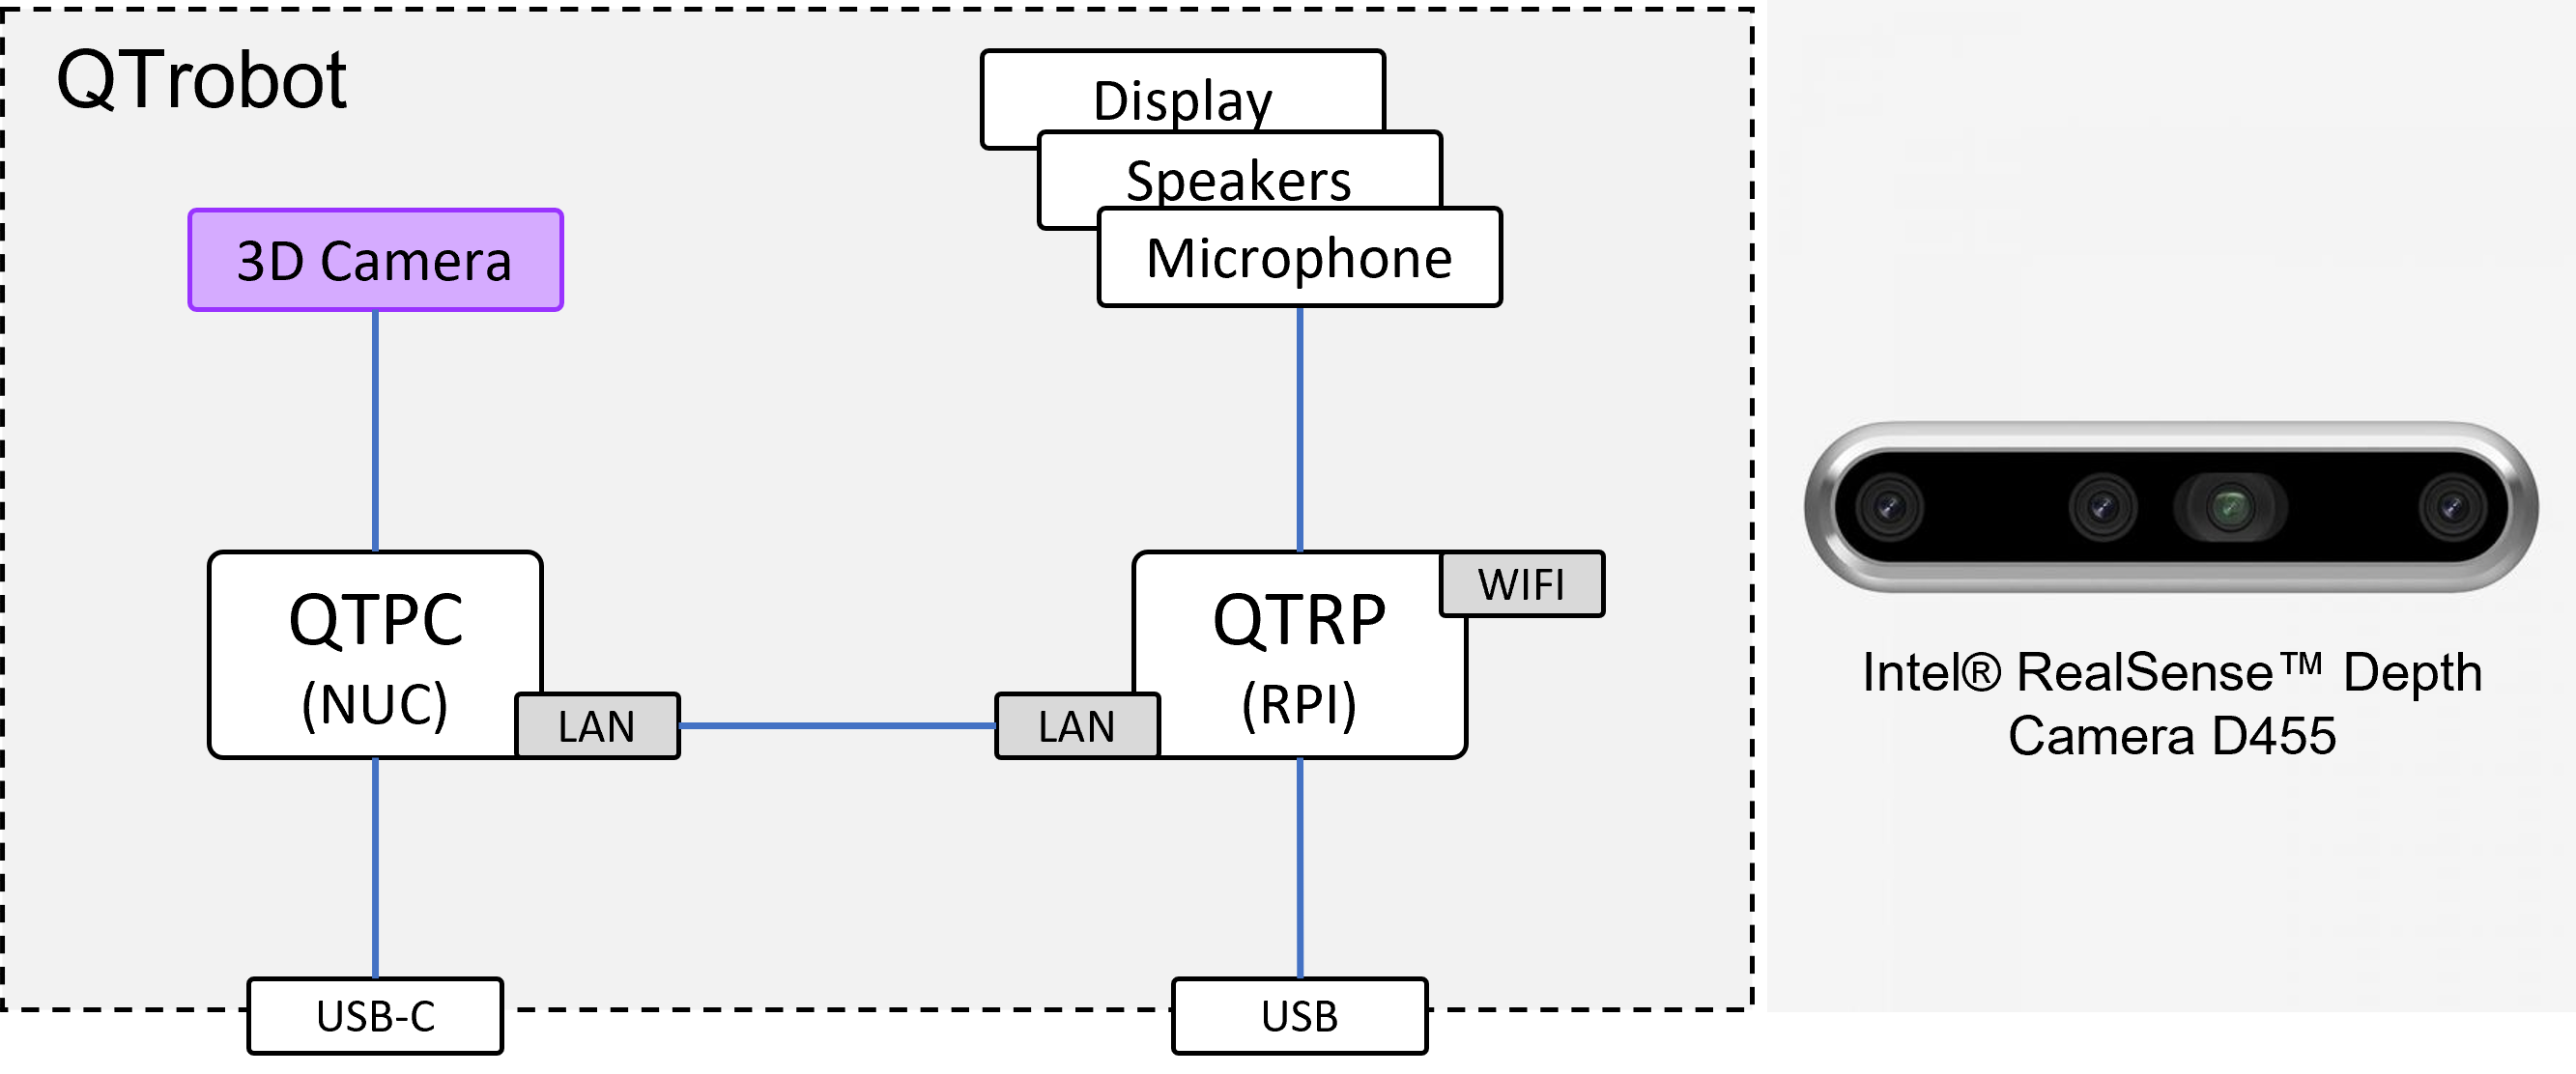 QTrobot
Display
Speakers
Microphone
3D Camera
QTPC
(NUC)
LAN
LAN
QTRP
(RPI)
WIFI
USB-C
USB
Intel® RealSense™ Depth
Camera D455